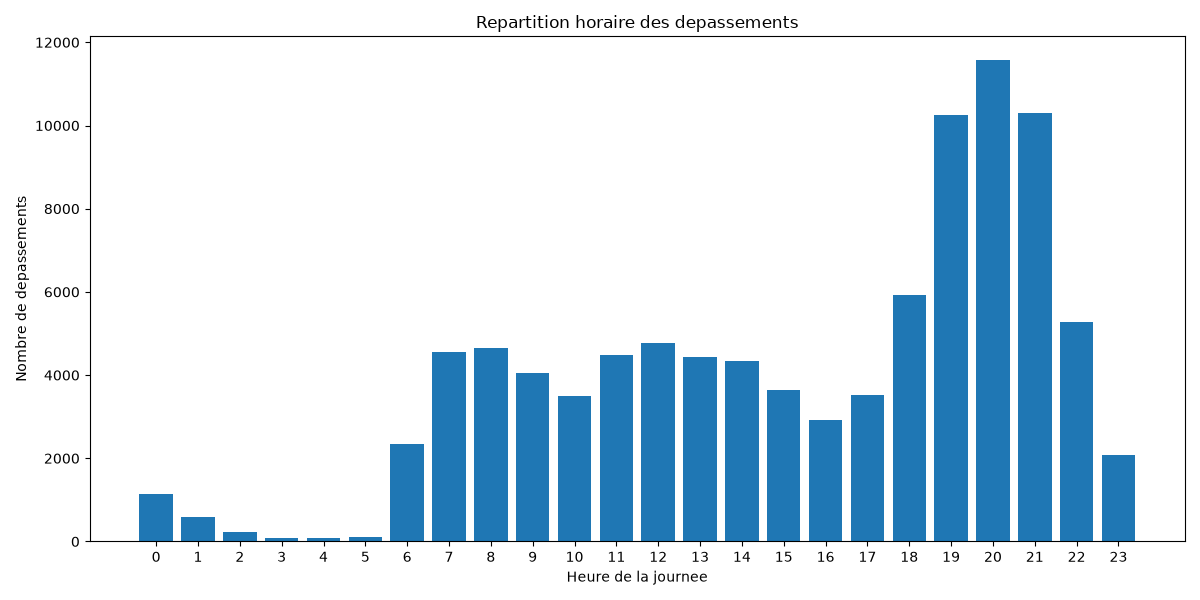 Repartition horaire des depassements
Nombre de depassements
12000
10000
8000
6000
4000
2000
0
0 1 2 3 4 5 6 7 8 9 10 11 12 13 14 15 16 17 18 19 20 21 22 23
Heure de la journee